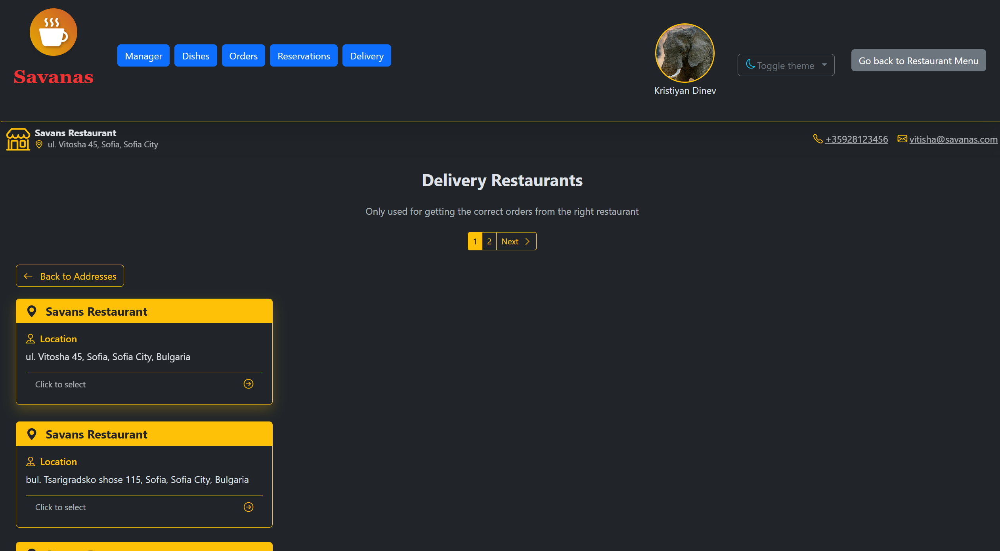 Savanas
Manager
Dishes
Orders
Reservations
Delivery
Kristiyan Dinev
Toggle theme
Go back to Restaurant Menu
Savans Restaurant
ul. Vitosha 45, Sofia, Sofia City
+35928123456
vitisha@savanas.com
Delivery Restaurants
Only used for getting the correct orders from the right restaurant
1
2
Next
Back to Addresses
Savans Restaurant
Location
ul. Vitosha 45, Sofia, Sofia City, Bulgaria
Click to select
Savans Restaurant
Location
bul. Tsarigradsko shose 115, Sofia, Sofia City, Bulgaria
Click to select